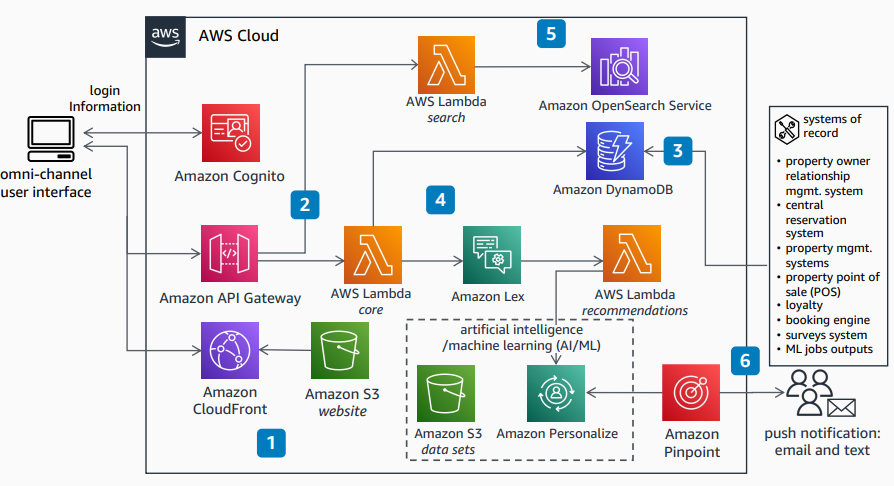 aws
AWS Cloud
5
login
Information
AWS Lambda
search
Amazon OpenSearch Service
omni-channel
user interface
Amazon Cognito
2
4
Amazon DynamoDB
3
systems of
record
• property owner
relationship
mgmt. system
• central
reservation
system
• property mgmt.
systems
• property point of
sale (POS)
• loyalty
• booking engine
• surveys system
• ML jobs outputs
Amazon API Gateway
AWS Lambda
core
Amazon Lex
AWS Lambda
recommendations
artificial intelligence
/machine learning (AI/ML)
Amazon
CloudFront
Amazon S3
website
1
Amazon S3
data sets
Amazon Personalize
Amazon
Pinpoint
6
push notification:
email and text